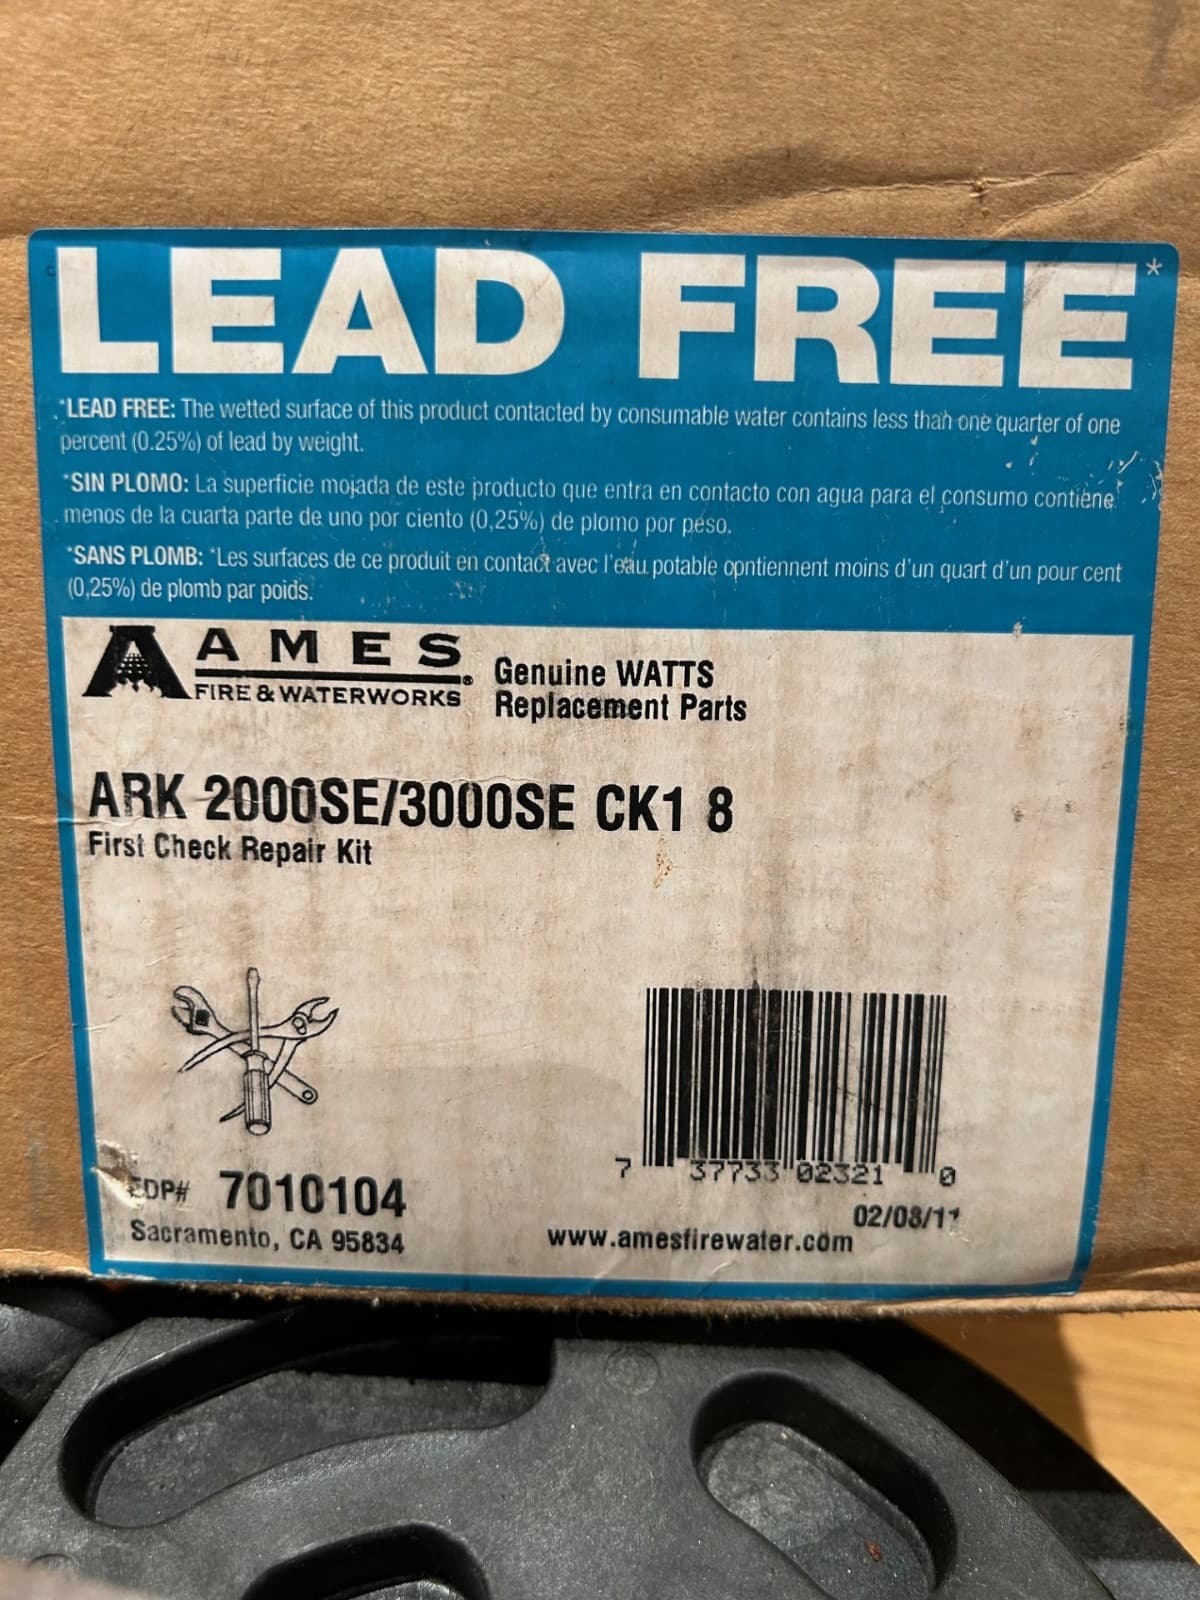 LEAD FREE*
*LEAD FREE: The wetted surface of this product contacted by consumable water contains less than one quarter of one
percent (0.25%) of lead by weight.
*SIN PLOMO: La superficie mojada de este producto que entra en contacto con agua para el consumo contiene
menos de la cuarta parte de uno por ciento (0,25%) de plomo por peso.
*SANS PLOMB: *Les surfaces de ce produit en contact avec l'eau potable contiennent moins d'un quart d'un pour cent
(0,25%) de plomb par poids.
AMES®
FIRE & WATERWORKS
Genuine WATTS
Replacement Parts
ARK 2000SE/3000SE CK1 8
First Check Repair Kit
7 37733 02321 0
EDP# 7010104
02/08/11
Sacramento, CA 95834
www.amesfirewater.com